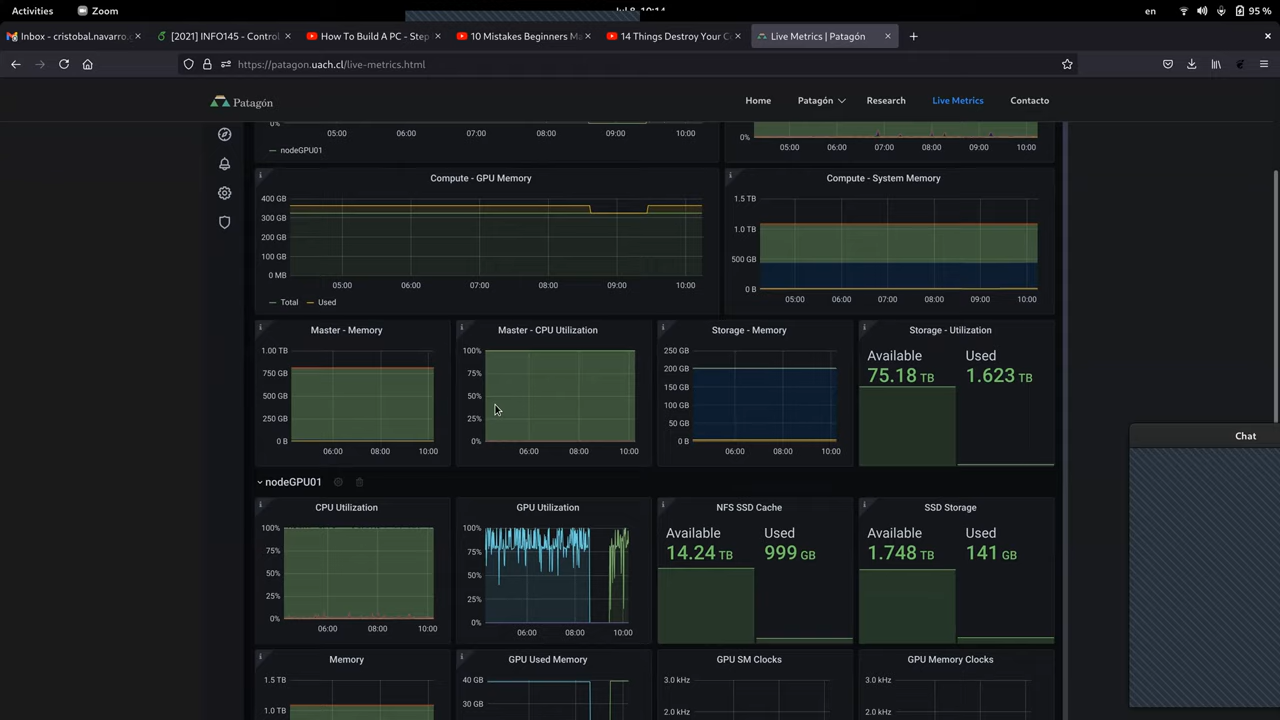 Activities Zoom Jul 8 10:14 en 95 %
Inbox - cristobal.navarro. [2021] INFO145 - Control How To Build A PC - Step 10 Mistakes Beginners Ma 14 Things Destroy Your C Live Metrics | Patagón
https://patagon.uach.cl/live-metrics.html
Patagón Home Patagón Research Live Metrics Contacto
0% 05:00 06:00 07:00 08:00 09:00 10:00
nodeGPU01
0% 05:00 06:00 07:00 08:00 09:00 10:00
Compute - GPU Memory
400 GB
300 GB
200 GB
100 GB
0 MB
05:00 06:00 07:00 08:00 09:00 10:00
Total Used
Compute - System Memory
1.5 TB
1.0 TB
500 GB
0 B
05:00 06:00 07:00 08:00 09:00 10:00
Master - Memory
1.00 TB
750 GB
500 GB
250 GB
0 B
06:00 08:00 10:00
Master - CPU Utilization
100%
75%
50%
25%
0%
06:00 08:00 10:00
Storage - Memory
250 GB
200 GB
150 GB
100 GB
50 GB
0 B
06:00 08:00 10:00
Storage - Utilization
Available Used
75.18 TB 1.623 TB
Chat
nodeGPU01
CPU Utilization
100%
75%
50%
25%
0%
06:00 08:00 10:00
GPU Utilization
100%
75%
50%
25%
0%
06:00 08:00 10:00
NFS SSD Cache
Available Used
14.24 TB 999 GB
SSD Storage
Available Used
1.748 TB 141 GB
Memory
1.5 TB
1.0 TB
GPU Used Memory
40 GB
30 GB
GPU SM Clocks
3.0 kHz
2.0 kHz
GPU Memory Clocks
3.0 kHz
2.0 kHz